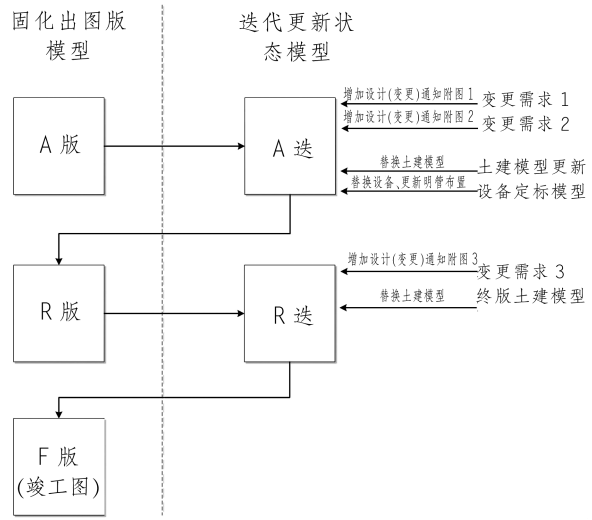 固化出图版
模型
迭代更新状
态模型
增加设计(变更)通知附图1
变更需求1
增加设计(变更)通知附图2
变更需求2
A版
A迭
替换土建模型
土建模型更新
替换设备、更新明管布置
设备定标模型
增加设计(变更)通知附图3
变更需求3
替换土建模型
终版土建模型
R版
R迭
F版
(竣工图)